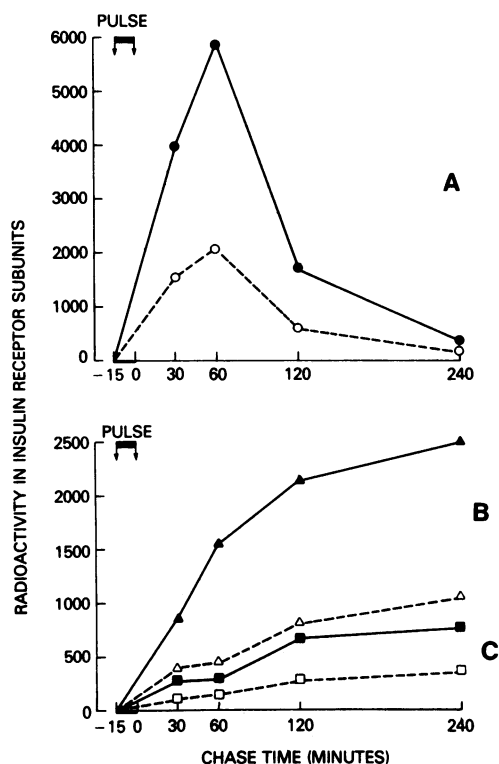 PULSE
6000
5000
4000
3000
2000
1000
0
A
-15 0 30 60 120 240
PULSE
2500
2000
1500
1000
500
0
B
C
-15 0 30 60 120 240
RADIOACTIVITY IN INSULIN RECEPTOR SUBUNITS
CHASE TIME (MINUTES)